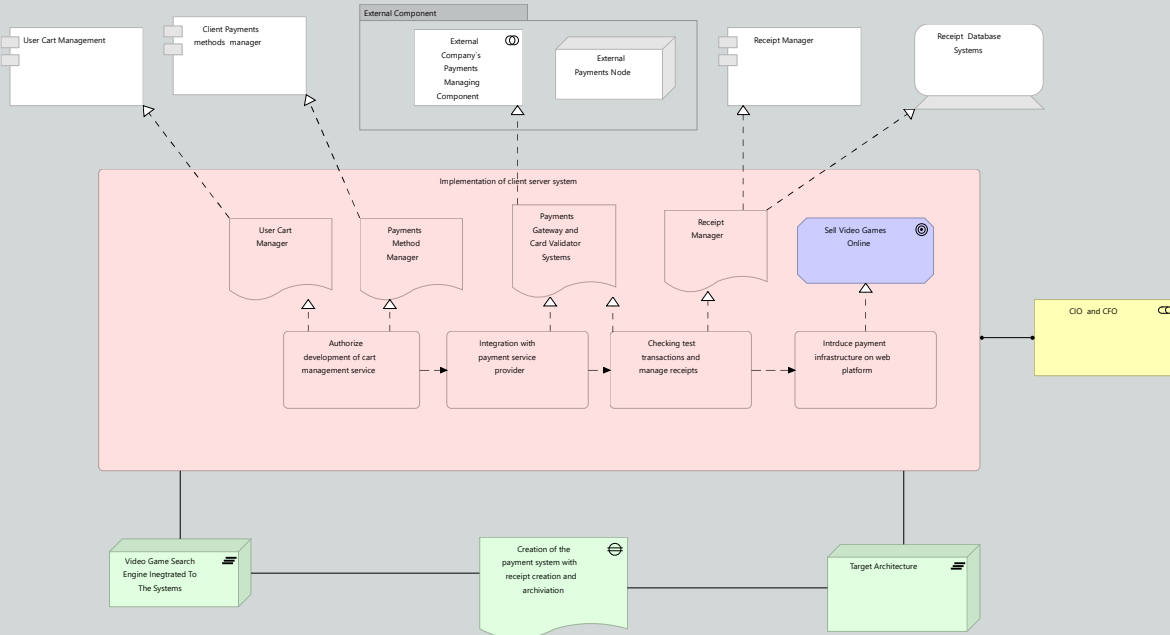 User Cart Management
Client Payments
methods manager
External Component
External
Company`s
Payments
Managing
Component
External
Payments Node
Receipt Manager
Receipt Database
Systems
Implementation of client server system
User Cart
Manager
Payments
Method
Manager
Payments
Gateway and
Card Validator
Systems
Receipt
Manager
Sell Video Games
Online
Authorize
development of cart
management service
Integration with
payment service
provider
Checking test
transactions and
manage receipts
Intrduce payment
infrastructure on web
platform
CIO and CFO
Video Game Search
Engine Inegtrated To
The Systems
Creation of the
payment system with
receipt creation and
archiviation
Target Architecture